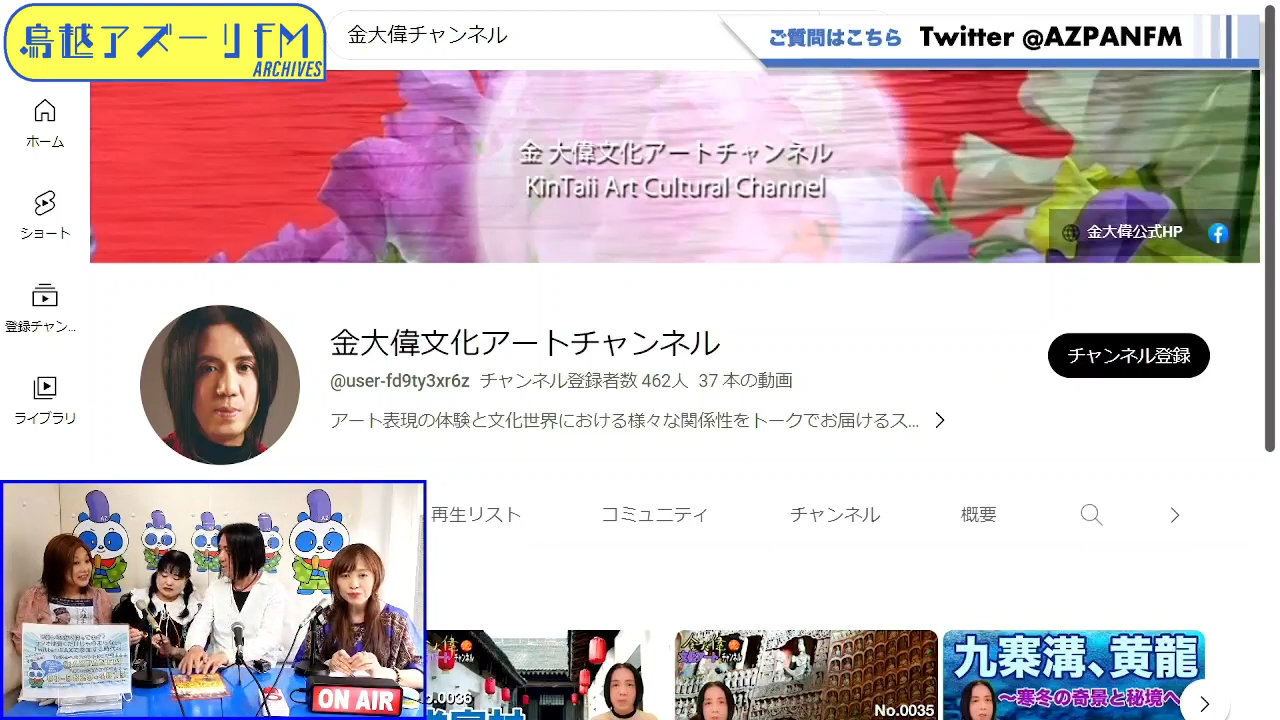 鳥越アズーリFM
ARCHIVES
金大偉チャンネル
ご質問はこちら Twitter @AZPANFM
ホーム
ショート
登録チャン...
ライブラリ
金 大偉文化アートチャンネル
KinTaii Art Cultural Channel
金大偉公式HP
金大偉文化アートチャンネル
@user-fd9ty3xr6z チャンネル登録者数 462人 37 本の動画
アート表現の体験と文化世界における様々な関係性をトークでお届けるス...
チャンネル登録
再生リスト
コミュニティ
チャンネル
概要
No.0036
No.0035
九寨溝、黄龍
～寒冬の奇景と秘境へ
ON AIR